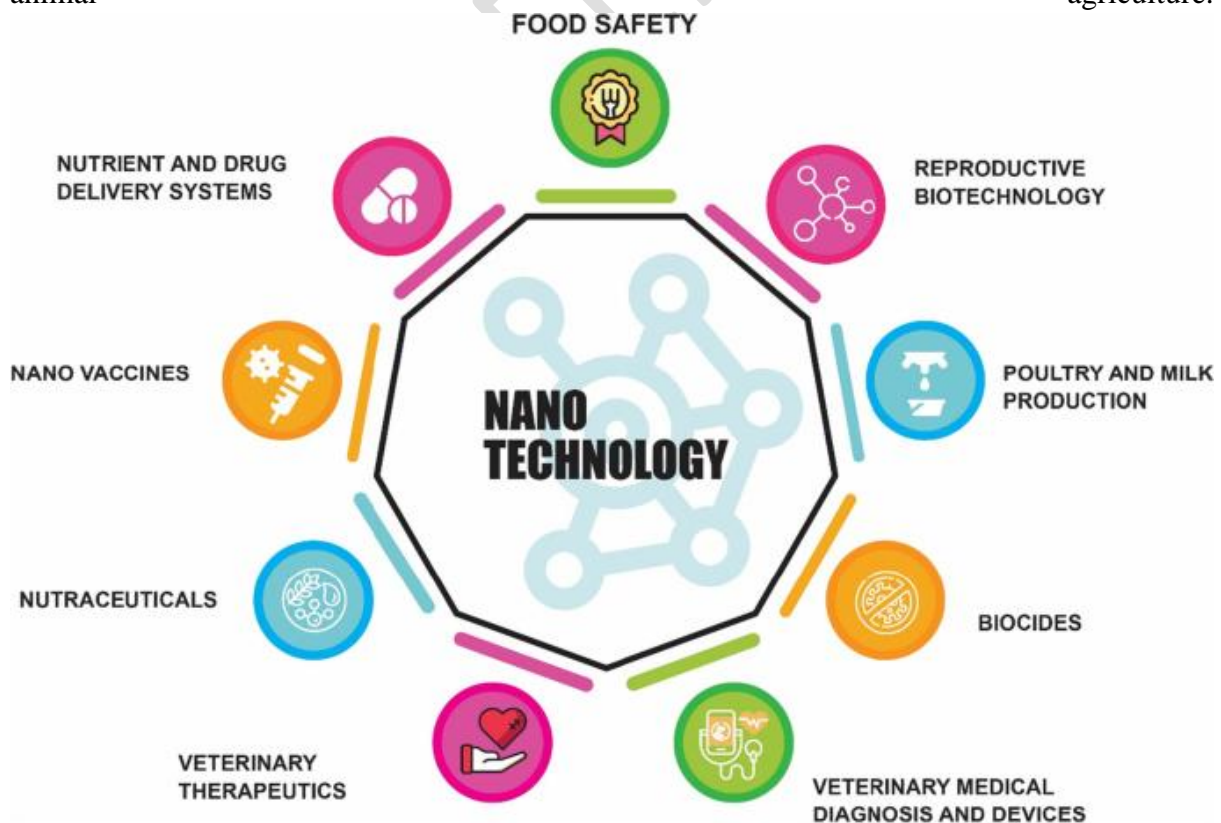 animal agriculture.
FOOD SAFETY
NUTRIENT AND DRUG
DELIVERY SYSTEMS
REPRODUCTIVE
BIOTECHNOLOGY
NANO VACCINES
POULTRY AND MILK
PRODUCTION
NANO
TECHNOLOGY
NUTRACEUTICALS
BIOCIDES
VETERINARY
THERAPEUTICS
VETERINARY MEDICAL
DIAGNOSIS AND DEVICES